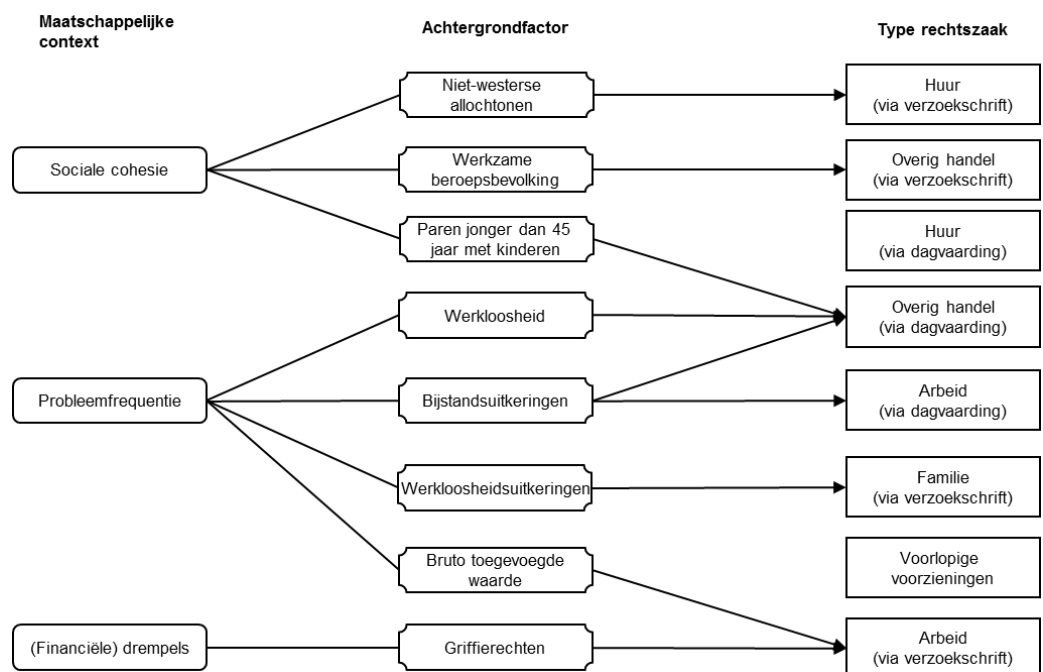 Maatschappelijke
context
Achtergrondfactor
Type rechtszaak
Niet-westerse
allochtonen
Huur
(via verzoekschrift)
Sociale cohesie
Werkzame
beroepsbevolking
Overig handel
(via verzoekschrift)
Paren jonger dan 45
jaar met kinderen
Huur
(via dagvaarding)
Werkloosheid
Overig handel
(via dagvaarding)
Probleemfrequentie
Bijstandsuitkeringen
Arbeid
(via dagvaarding)
Werkloosheidsuitkeringen
Familie
(via verzoekschrift)
Bruto toegevoegde
waarde
Voorlopige
voorzieningen
(Financiële) drempels
Griffierechten
Arbeid
(via verzoekschrift)